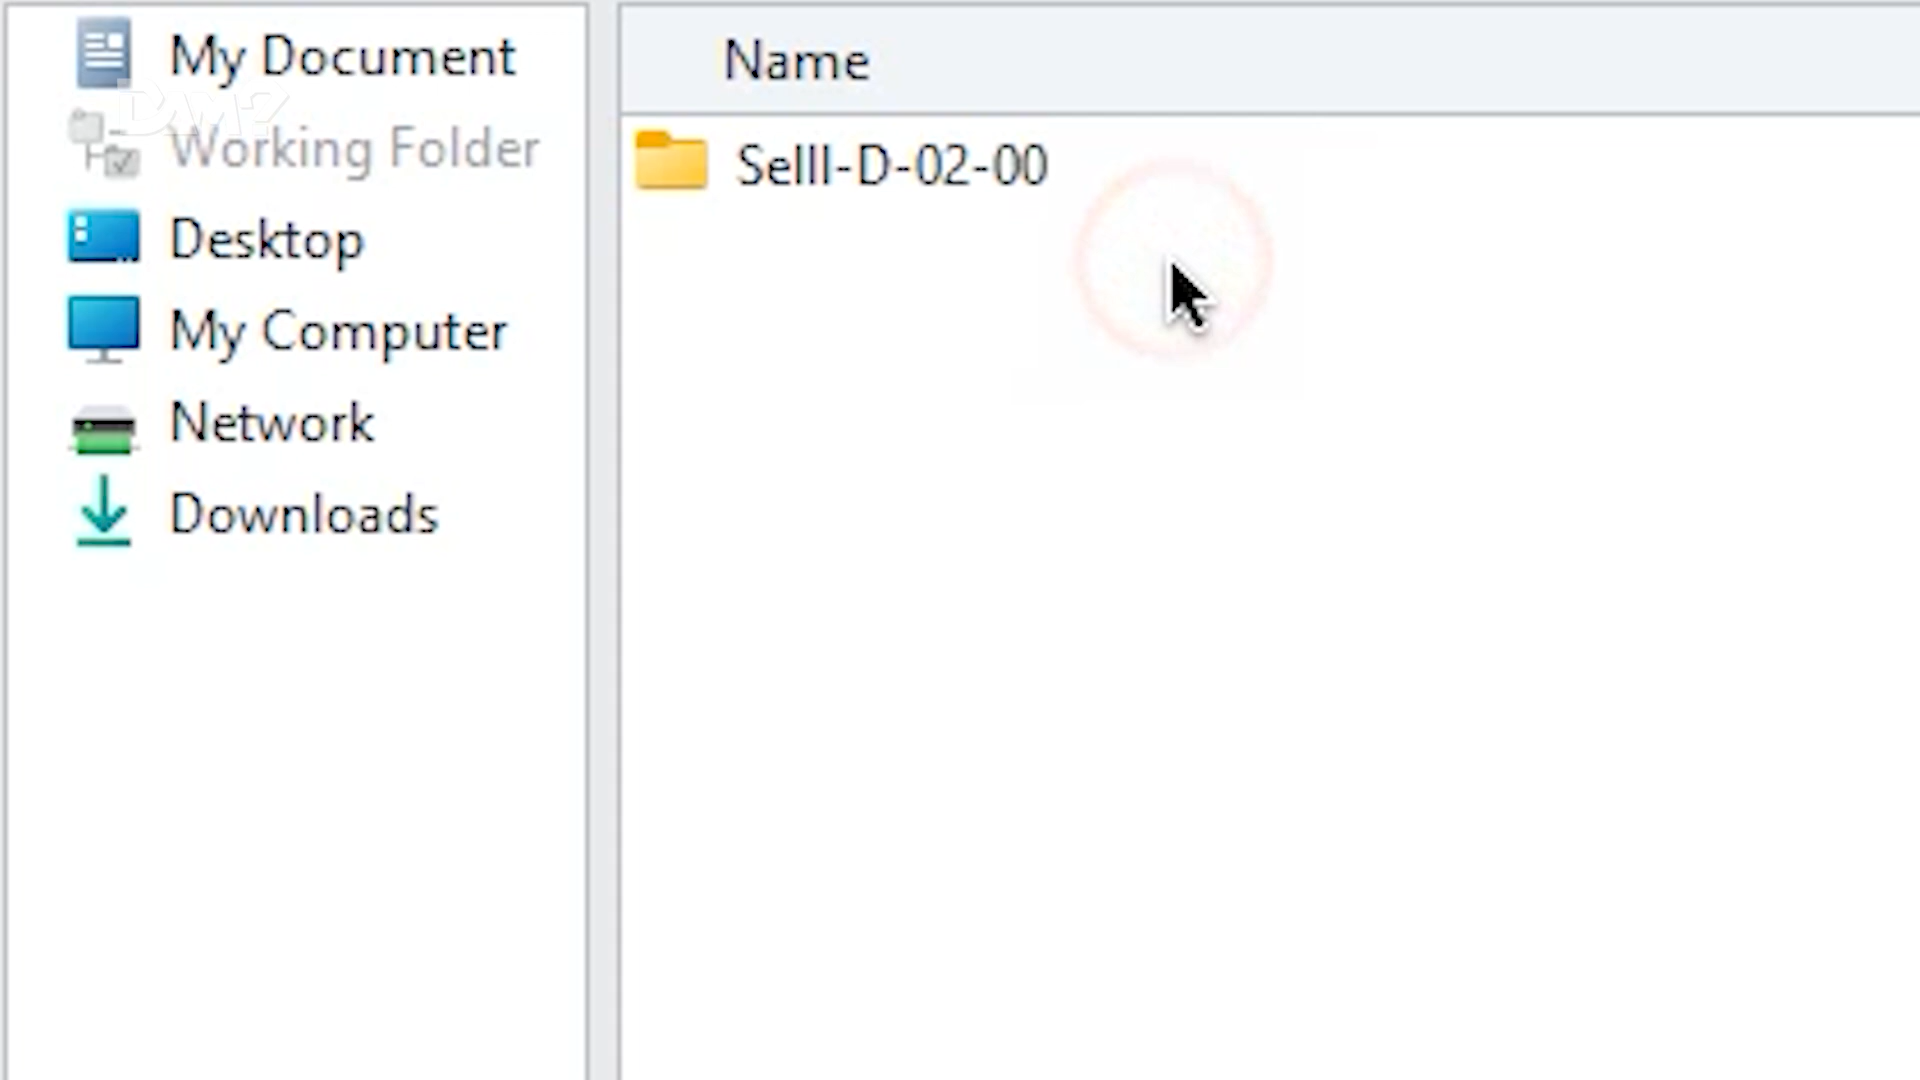 My Document
Working Folder
Desktop
My Computer
Network
Downloads
Name
SeIII-D-02-00